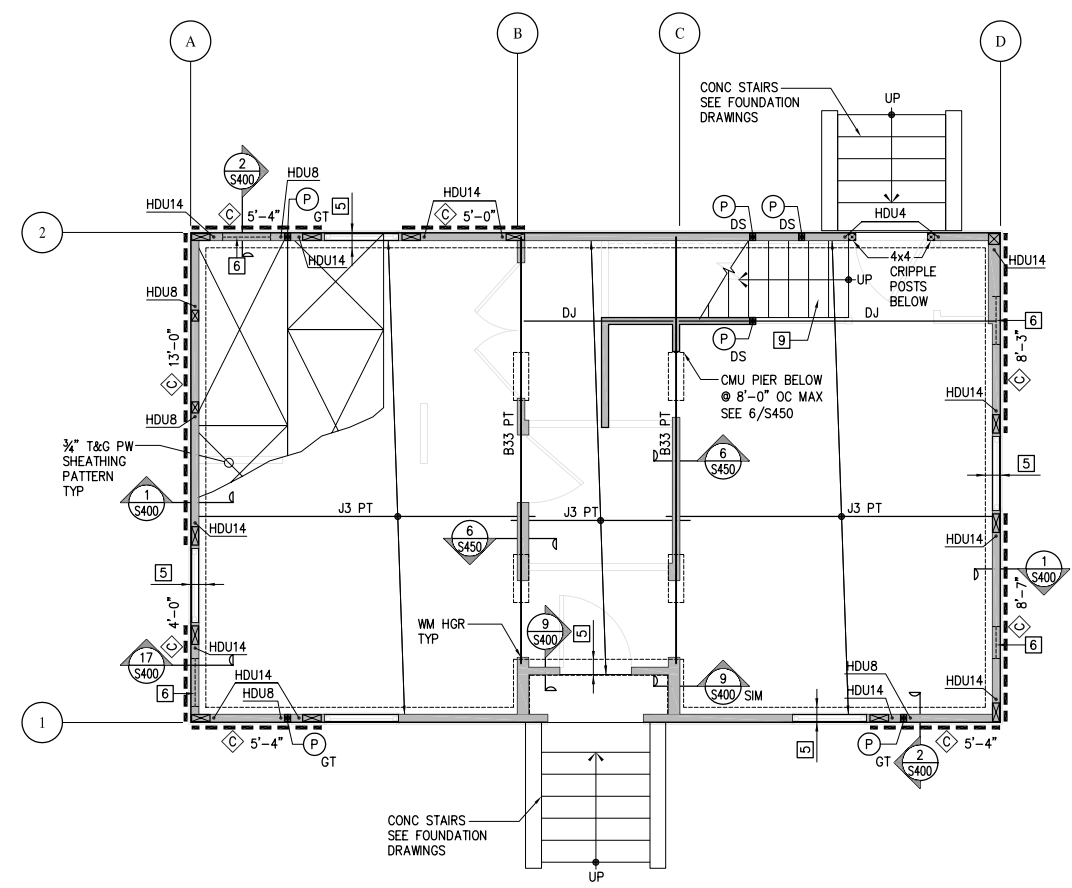 A
B
C
D
CONC STAIRS
SEE FOUNDATION
DRAWINGS
UP
2
S400
HDU8
P
GT
5
HDU14
C 5'-4"
HDU14
C 5'-0"
P
DS
P
DS
HDU4
2
6
HDU14
4x4
CRIPPLE
POSTS
BELOW
HDU14
UP
HDU8
DJ
DJ
6
9
P
DS
13'-0"
C
8'-3"
C
CMU PIER BELOW
@ 8'-0" OC MAX
SEE 6/S450
HDU14
HDU8
B33 PT
B33 PT
¾" T&G PW
SHEATHING
PATTERN
TYP
6
S450
5
1
S400
J3 PT
J3 PT
J3 PT
HDU14
6
S450
HDU14
5
1
S400
4'-0"
C
8'-7"
C
WM HGR
TYP
9
S400
5
HDU14
17
S400
6
6
HDU14
HDU8
9
S400
SIM
HDU8
HDU14
HDU14
1
C 5'-4"
P
GT
5
P
GT
2
S400
C 5'-4"
CONC STAIRS
SEE FOUNDATION
DRAWINGS
UP